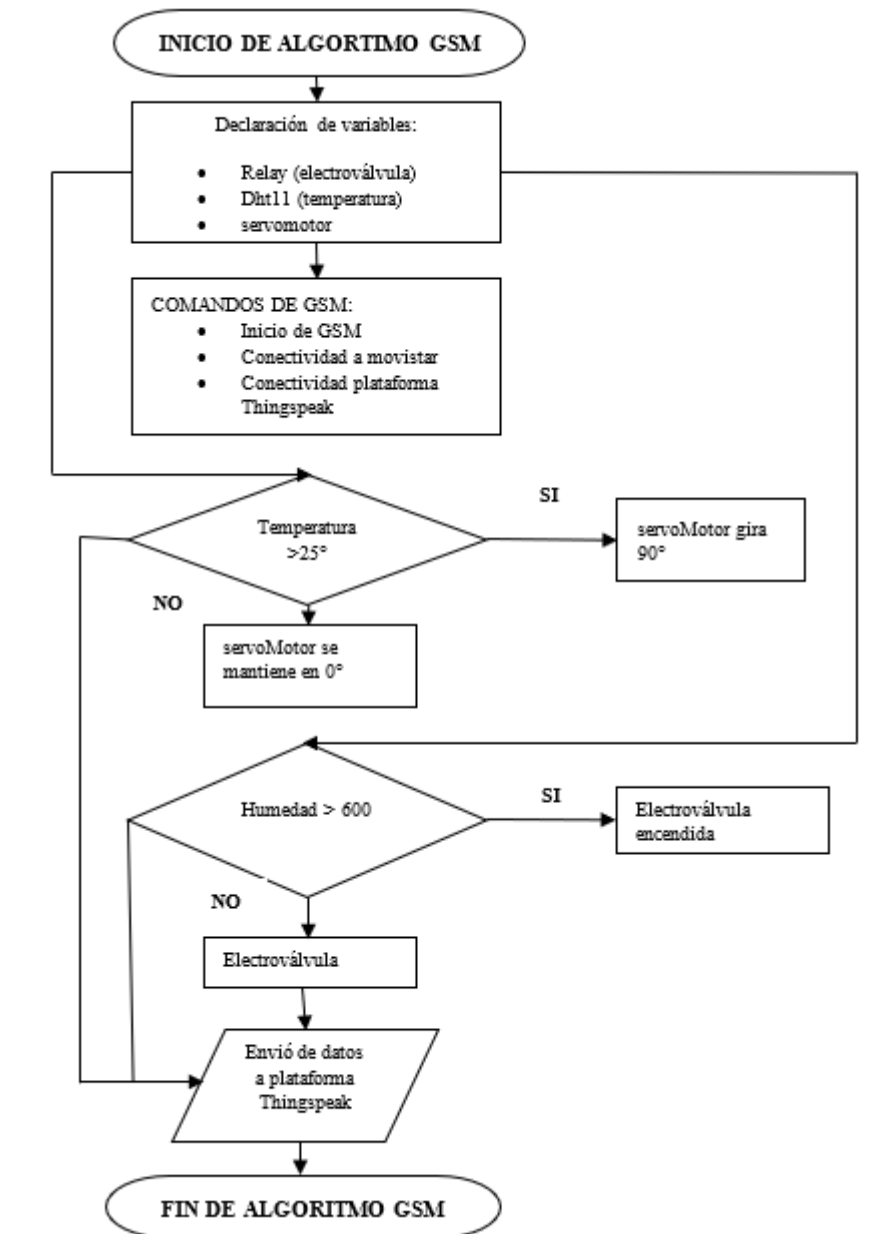 INICIO DE ALGORTIMO GSM
Declaración de variables:
• Relay (electroválvula)
• Dht11 (temperatura)
• servomotor
COMANDOS DE GSM:
• Inicio de GSM
• Conectividad a movistar
• Conectividad plataforma
Thingspeak
Temperatura
>25°
SI
servoMotor gira
90°
NO
servoMotor se
mantiene en 0°
Humedad > 600
SI
Electroválvula
encendida
NO
Electroválvula
Envió de datos
a plataforma
Thingspeak
FIN DE ALGORITMO GSM